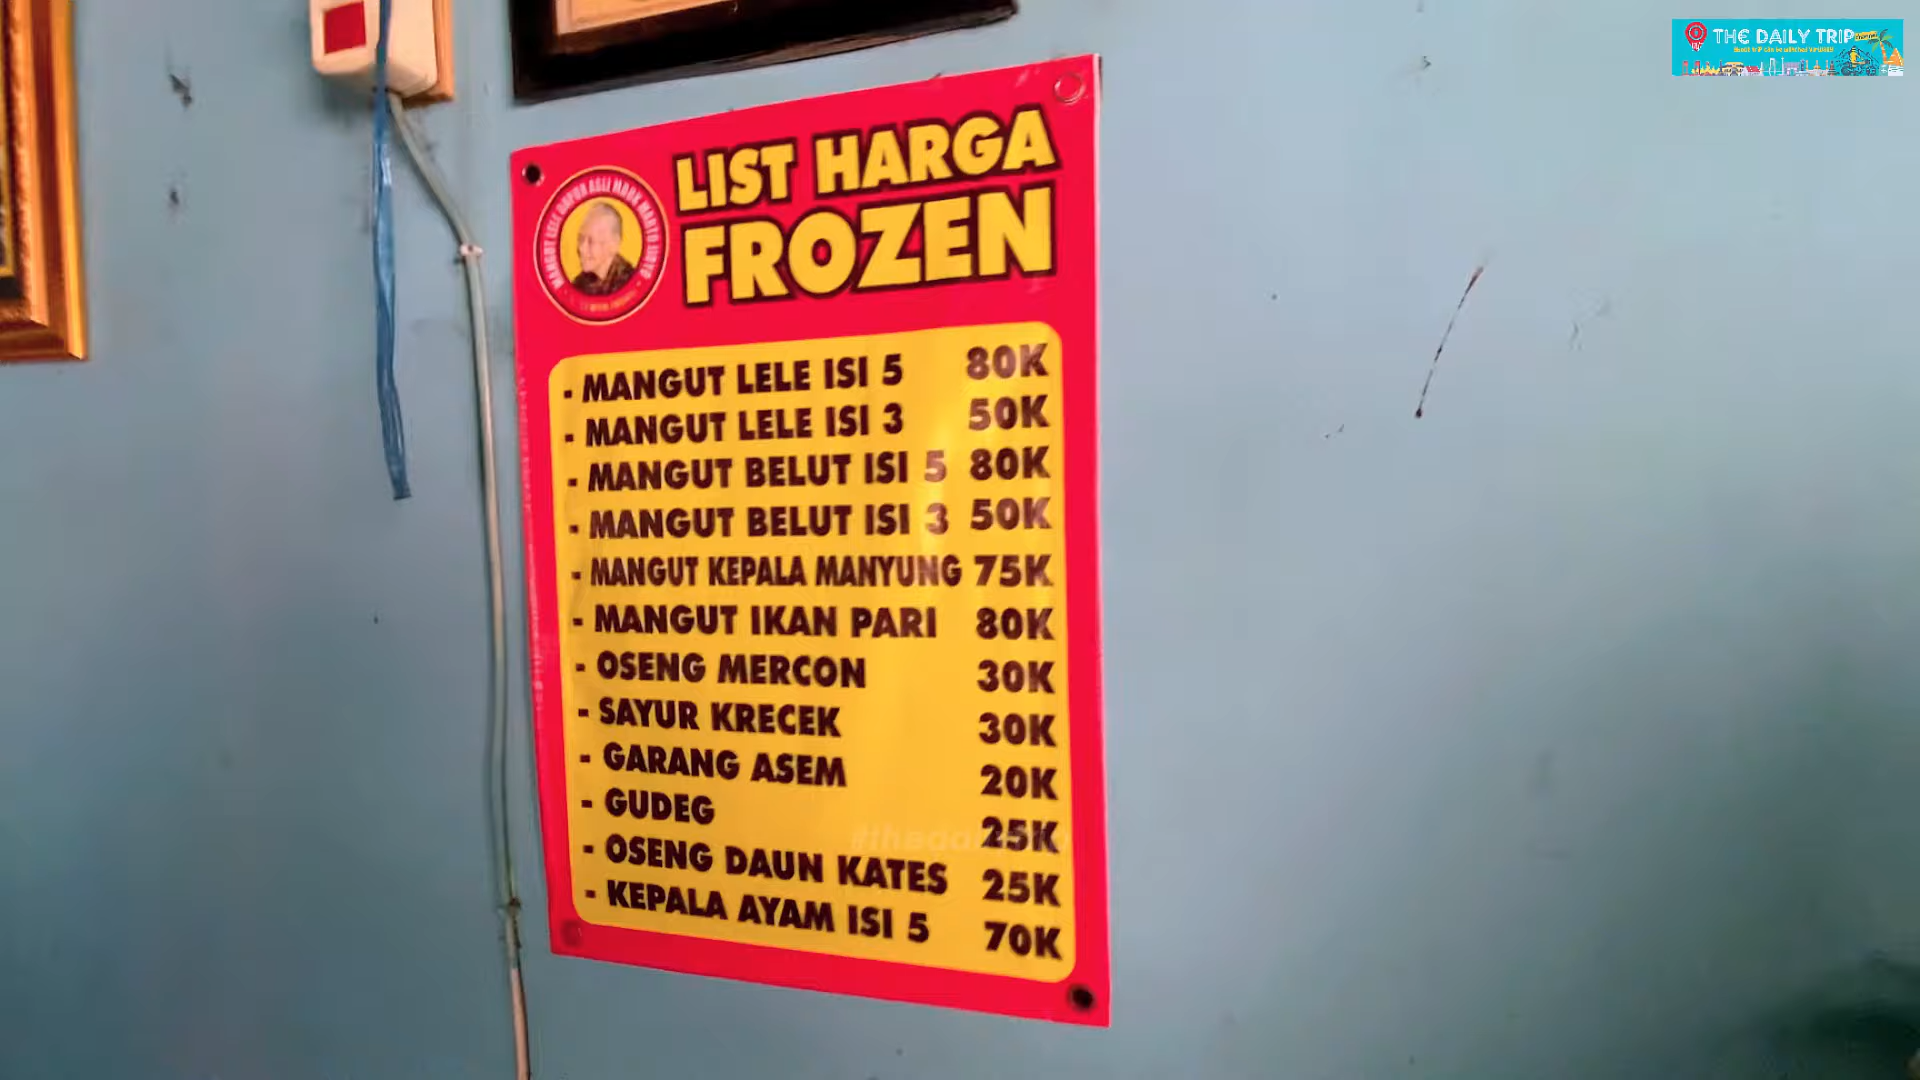 THE DAILY TRIP
LIST HARGA
FROZEN
- MANGUT LELE ISI 5 80K
- MANGUT LELE ISI 3 50K
- MANGUT BELUT ISI 5 80K
- MANGUT BELUT ISI 3 50K
- MANGUT KEPALA MANYUNG 75K
- MANGUT IKAN PARI 80K
- OSENG MERCON 30K
- SAYUR KRECEK 30K
- GARANG ASEM 20K
- GUDEG 25K
- OSENG DAUN KATES 25K
- KEPALA AYAM ISI 5 70K